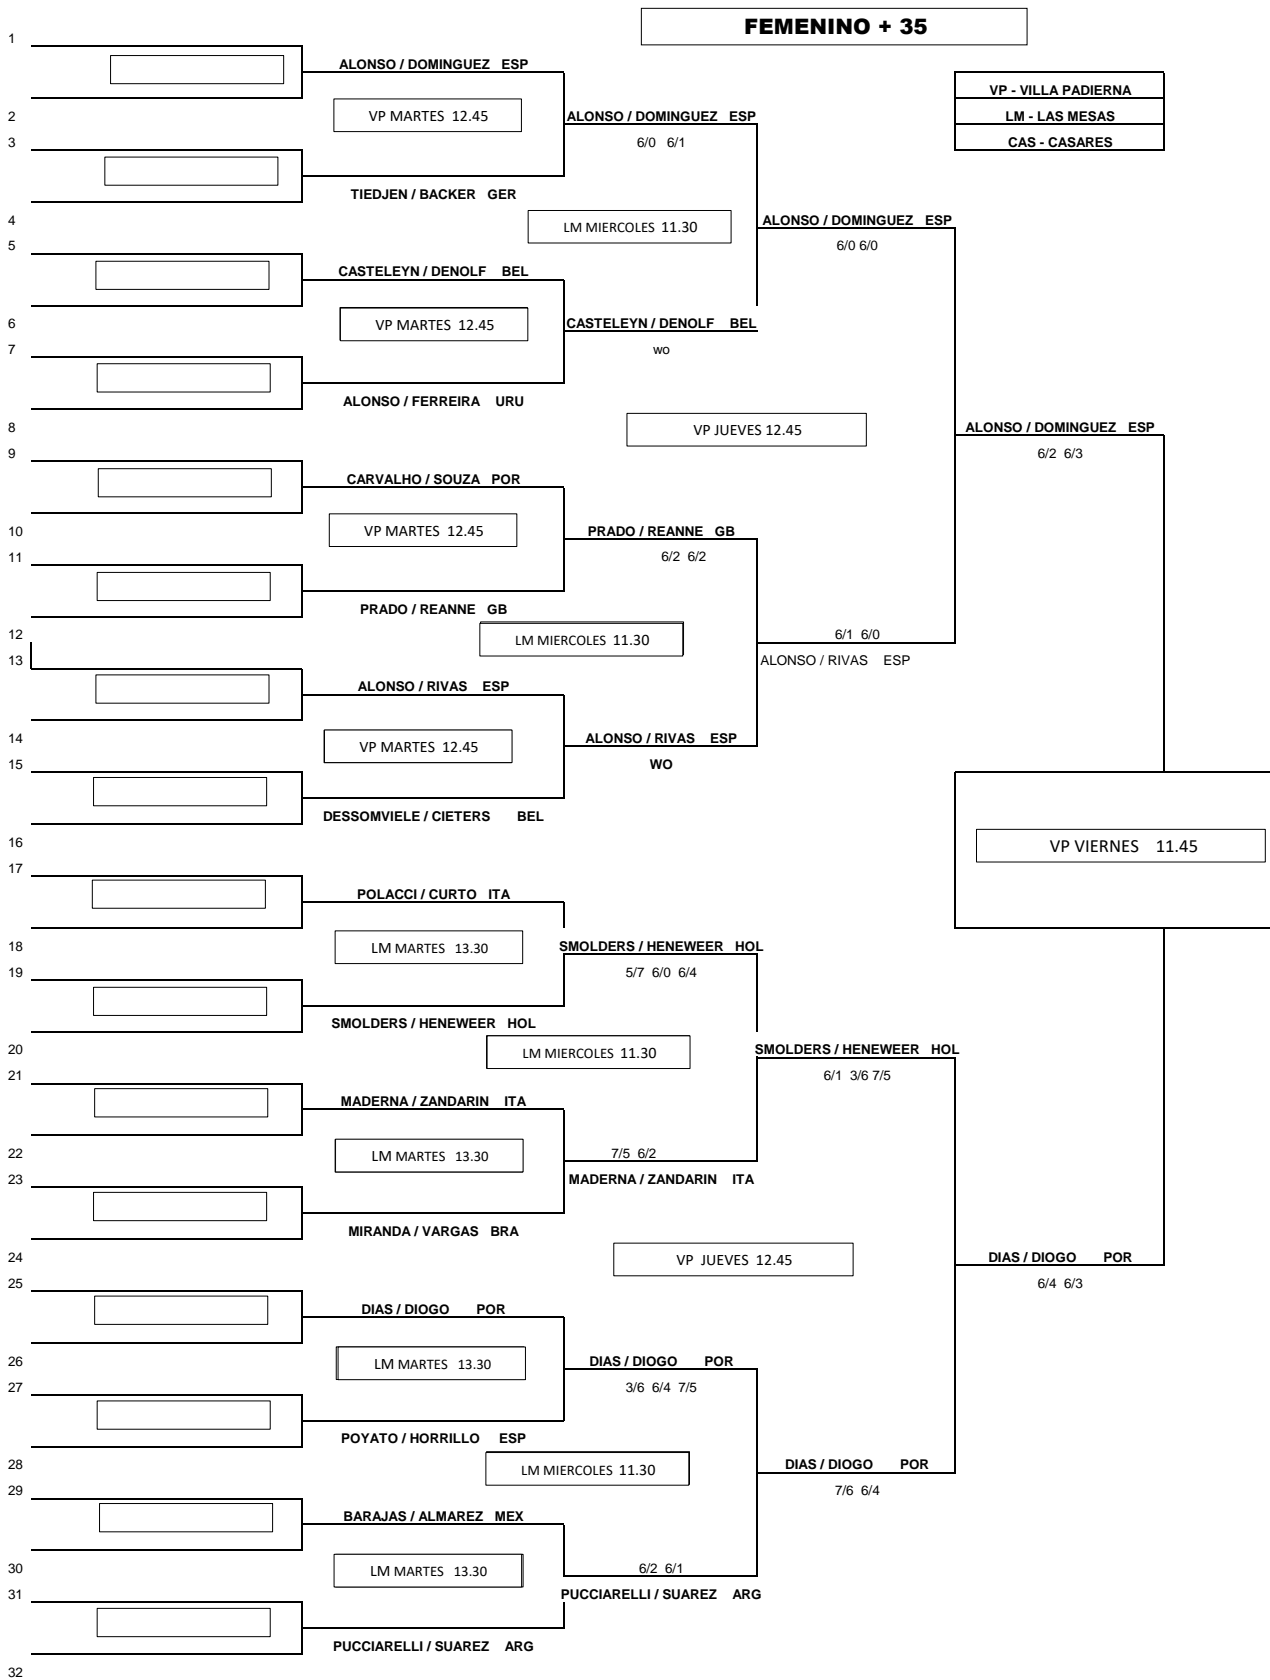 FEMENINO + 35
1
ALONSO / DOMINGUEZ ESP
VP - VILLA PADIERNA
VP MARTES 12.45
2
ALONSO / DOMINGUEZ ESP
LM - LAS MESAS
3
6/0 6/1
CAS - CASARES
TIEDJEN / BACKER GER
4
LM MIERCOLES 11.30
ALONSO / DOMINGUEZ ESP
5
6/0 6/0
CASTELEYN / DENOLF BEL
6
VP MARTES 12.45
CASTELEYN / DENOLF BEL
7
wo
ALONSO / FERREIRA URU
8
VP JUEVES 12.45
ALONSO / DOMINGUEZ ESP
9
6/2 6/3
CARVALHO / SOUZA POR
10
VP MARTES 12.45
PRADO / REANNE GB
11
6/2 6/2
PRADO / REANNE GB
12
LM MIERCOLES 11.30
6/1 6/0
13
ALONSO / RIVAS ESP
ALONSO / RIVAS ESP
14
VP MARTES 12.45
ALONSO / RIVAS ESP
15
WO
DESSOMVIELE / CIETERS BEL
16
VP VIERNES 11.45
17
POLACCI / CURTO ITA
18
LM MARTES 13.30
SMOLDERS / HENEWEER HOL
19
5/7 6/0 6/4
SMOLDERS / HENEWEER HOL
20
LM MIERCOLES 11.30
SMOLDERS / HENEWEER HOL
21
6/1 3/6 7/5
MADERNA / ZANDARIN ITA
22
LM MARTES 13.30
7/5 6/2
23
MADERNA / ZANDARIN ITA
MIRANDA / VARGAS BRA
24
VP JUEVES 12.45
DIAS / DIOGO POR
25
6/4 6/3
DIAS / DIOGO POR
26
LM MARTES 13.30
DIAS / DIOGO POR
27
3/6 6/4 7/5
POYATO / HORRILLO ESP
28
LM MIERCOLES 11.30
DIAS / DIOGO POR
29
7/6 6/4
BARAJAS / ALMAREZ MEX
30
LM MARTES 13.30
6/2 6/1
31
PUCCIARELLI / SUAREZ ARG
PUCCIARELLI / SUAREZ ARG
32